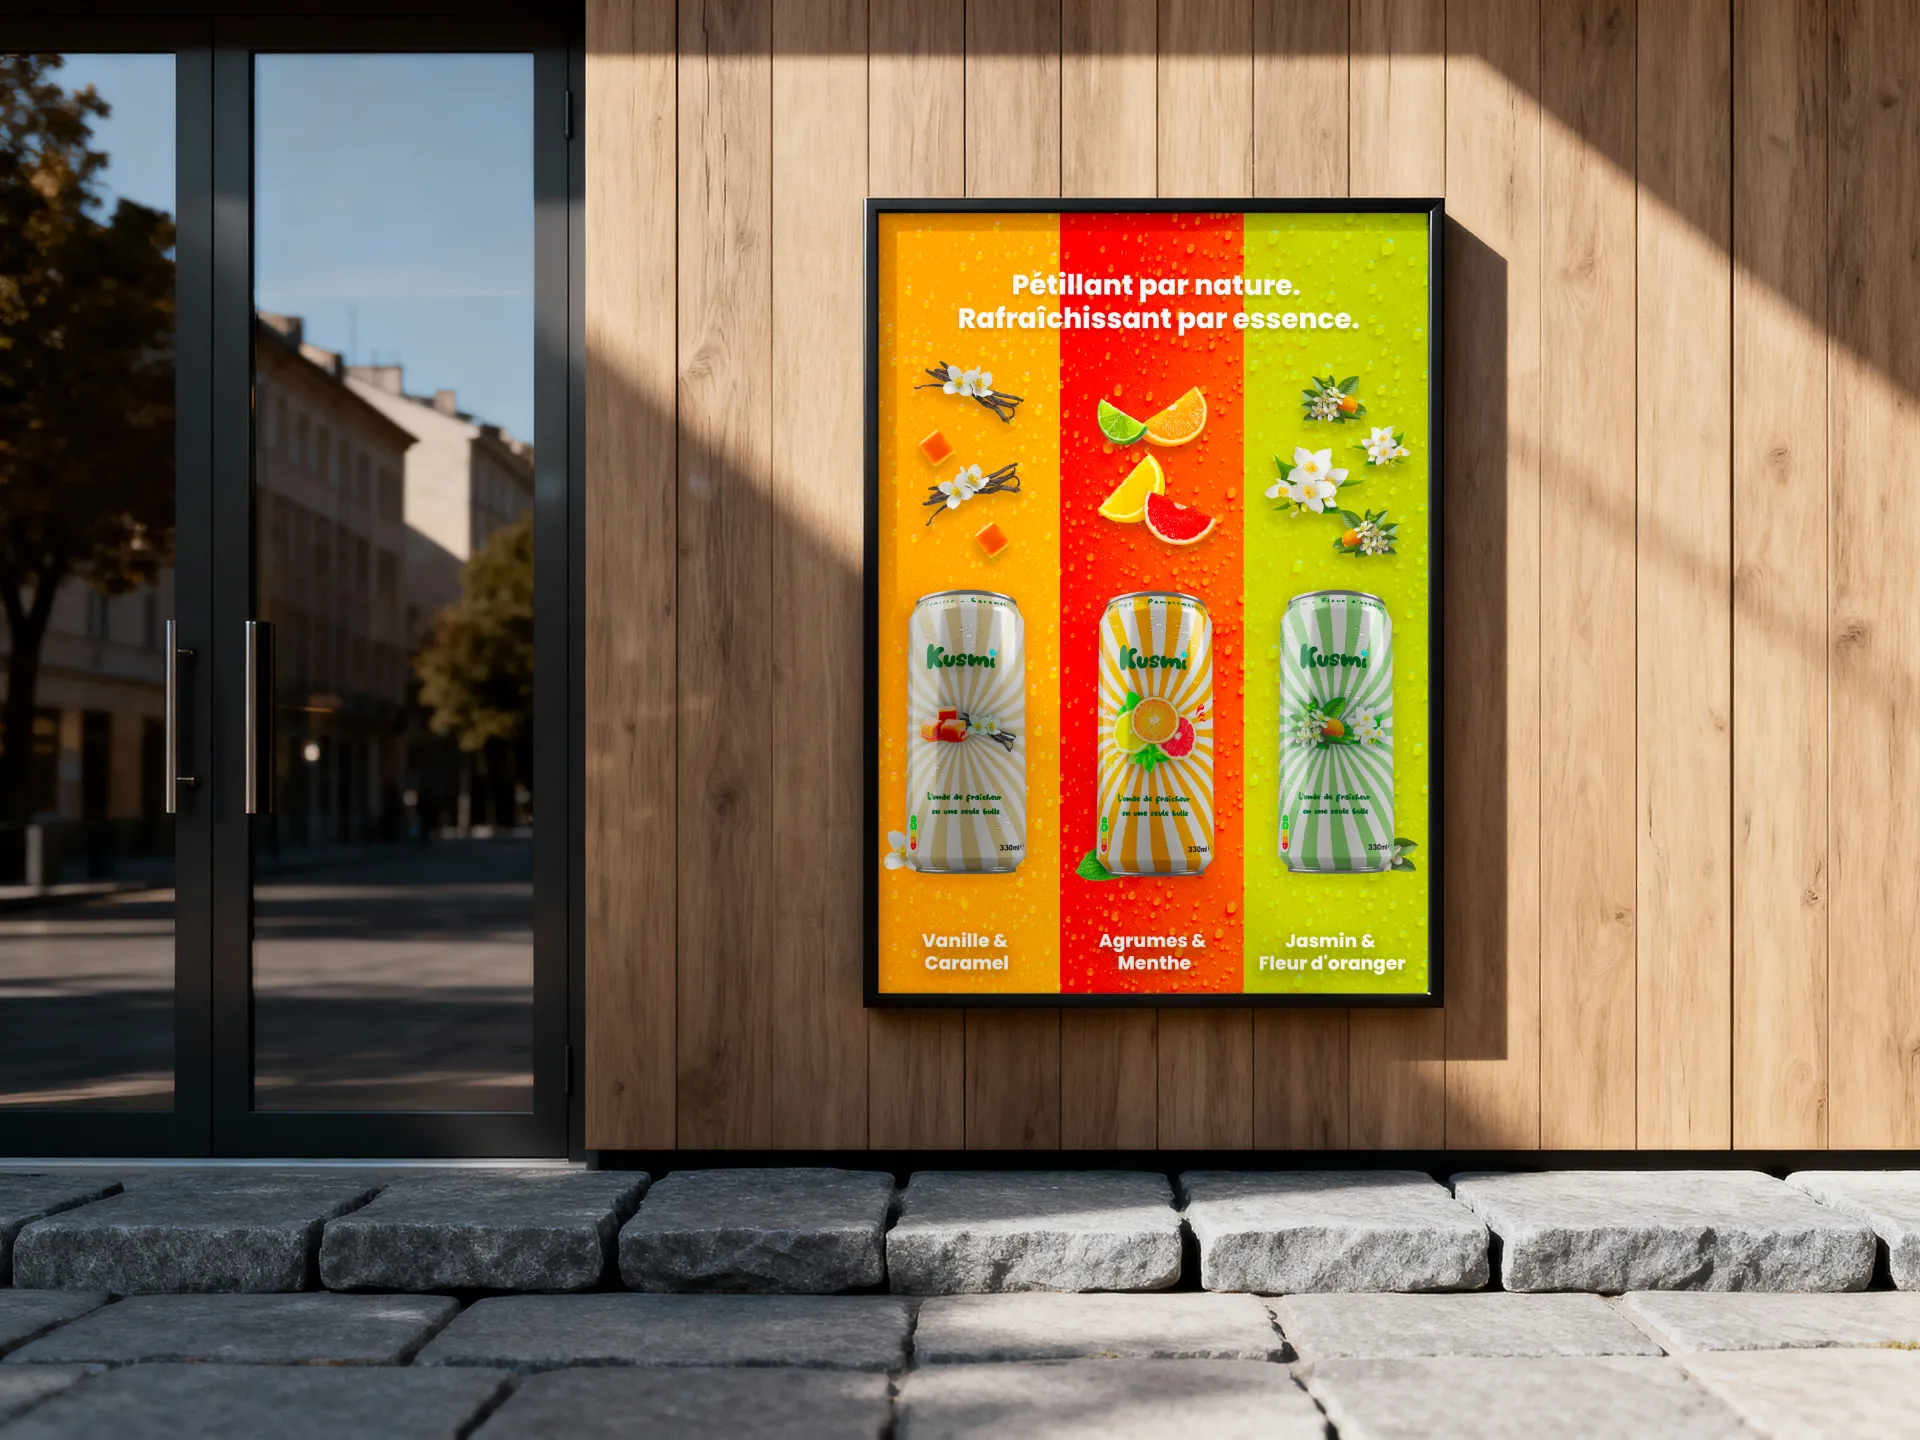 Pétillant par nature.
Rafraîchissant par essence.
Kusmi
L'onde de fraîcheur
en une seule bulle
330ml
Kusmi
L'onde de fraîcheur
en une seule bulle
330ml
Kusmi
L'onde de fraîcheur
en une seule bulle
330ml
Vanille &
Caramel
Agrumes &
Menthe
Jasmin &
Fleur d'oranger